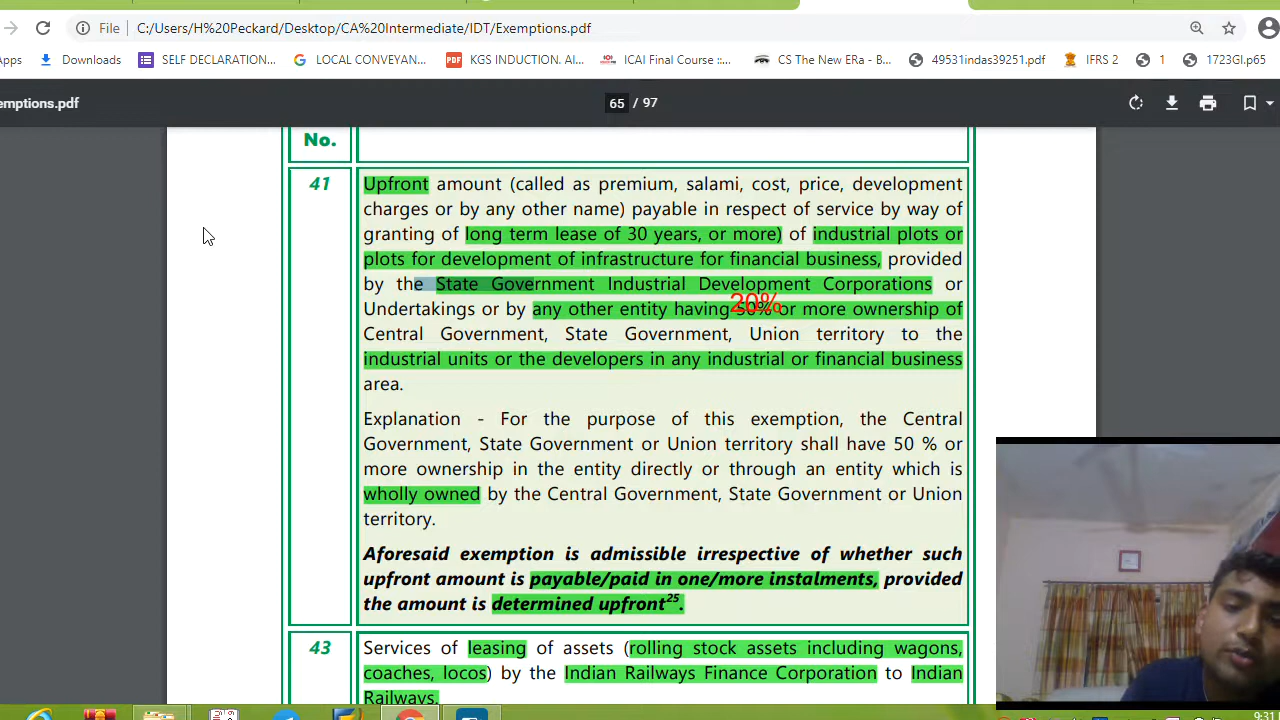 File
C:/Users/H%20Peckard/Desktop/CA%20Intermediate/IDT/Exemptions.pdf
Apps Downloads SELF DECLARATION... LOCAL CONVEYAN... KGS INDUCTION. Al... ICAI Final Course ::... CS The New ERa - B... 49531indas39251.pdf IFRS 2 1 1723GI.p65
emptions.pdf
65 / 97
No.
41
Upfront amount (called as premium, salami, cost, price, development
charges or by any other name) payable in respect of service by way of
granting of long term lease of 30 years, or more) of industrial plots or
plots for development of infrastructure for financial business, provided
by the State Government Industrial Development Corporations or
20%
Undertakings or by any other entity having 50% or more ownership of
Central Government, State Government, Union territory to the
industrial units or the developers in any industrial or financial business
area.
Explanation - For the purpose of this exemption, the Central
Government, State Government or Union territory shall have 50 % or
more ownership in the entity directly or through an entity which is
wholly owned by the Central Government, State Government or Union
territory.
Aforesaid exemption is admissible irrespective of whether such
upfront amount is payable/paid in one/more instalments, provided
the amount is determined upfront25.
43
Services of leasing of assets (rolling stock assets including wagons,
coaches, locos) by the Indian Railways Finance Corporation to Indian
Railways.
9:31